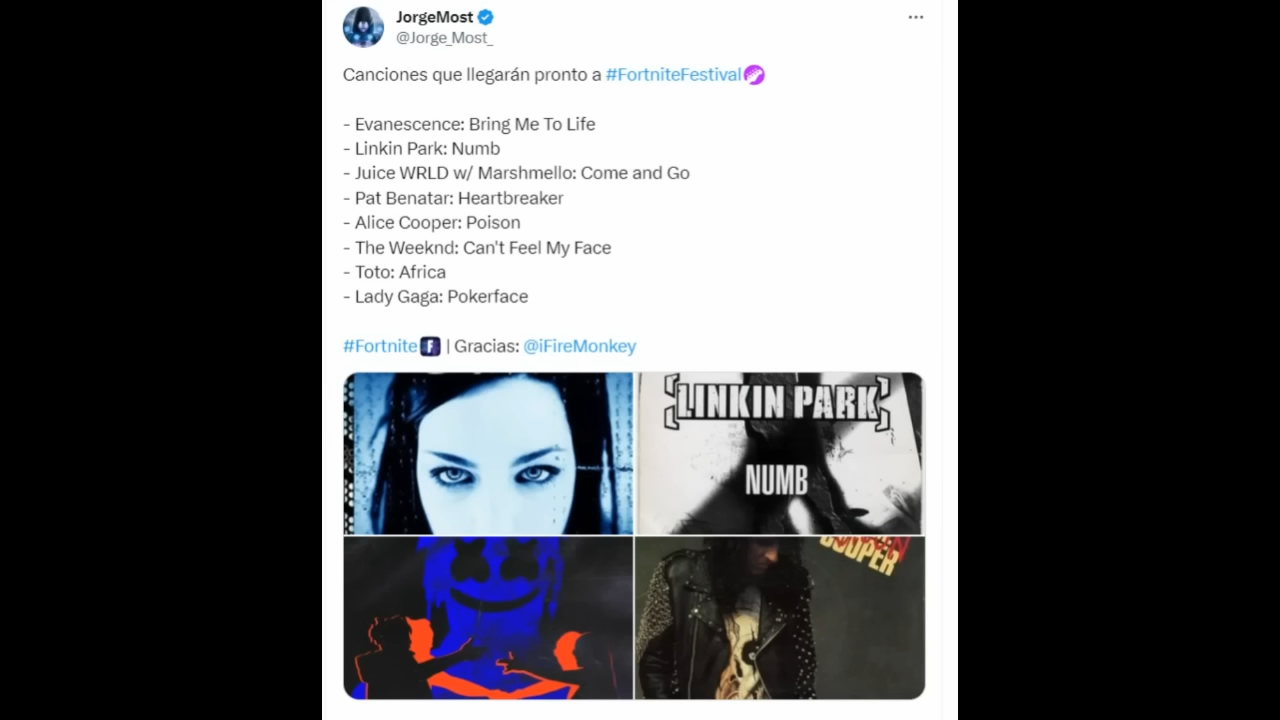 JorgeMost
@Jorge_Most_
Canciones que llegarán pronto a #FortniteFestival
- Evanescence: Bring Me To Life
- Linkin Park: Numb
- Juice WRLD w/ Marshmello: Come and Go
- Pat Benatar: Heartbreaker
- Alice Cooper: Poison
- The Weeknd: Can't Feel My Face
- Toto: Africa
- Lady Gaga: Pokerface
#Fortnite F | Gracias: @iFireMonkey
LINKIN PARK
NUMB
COOPER